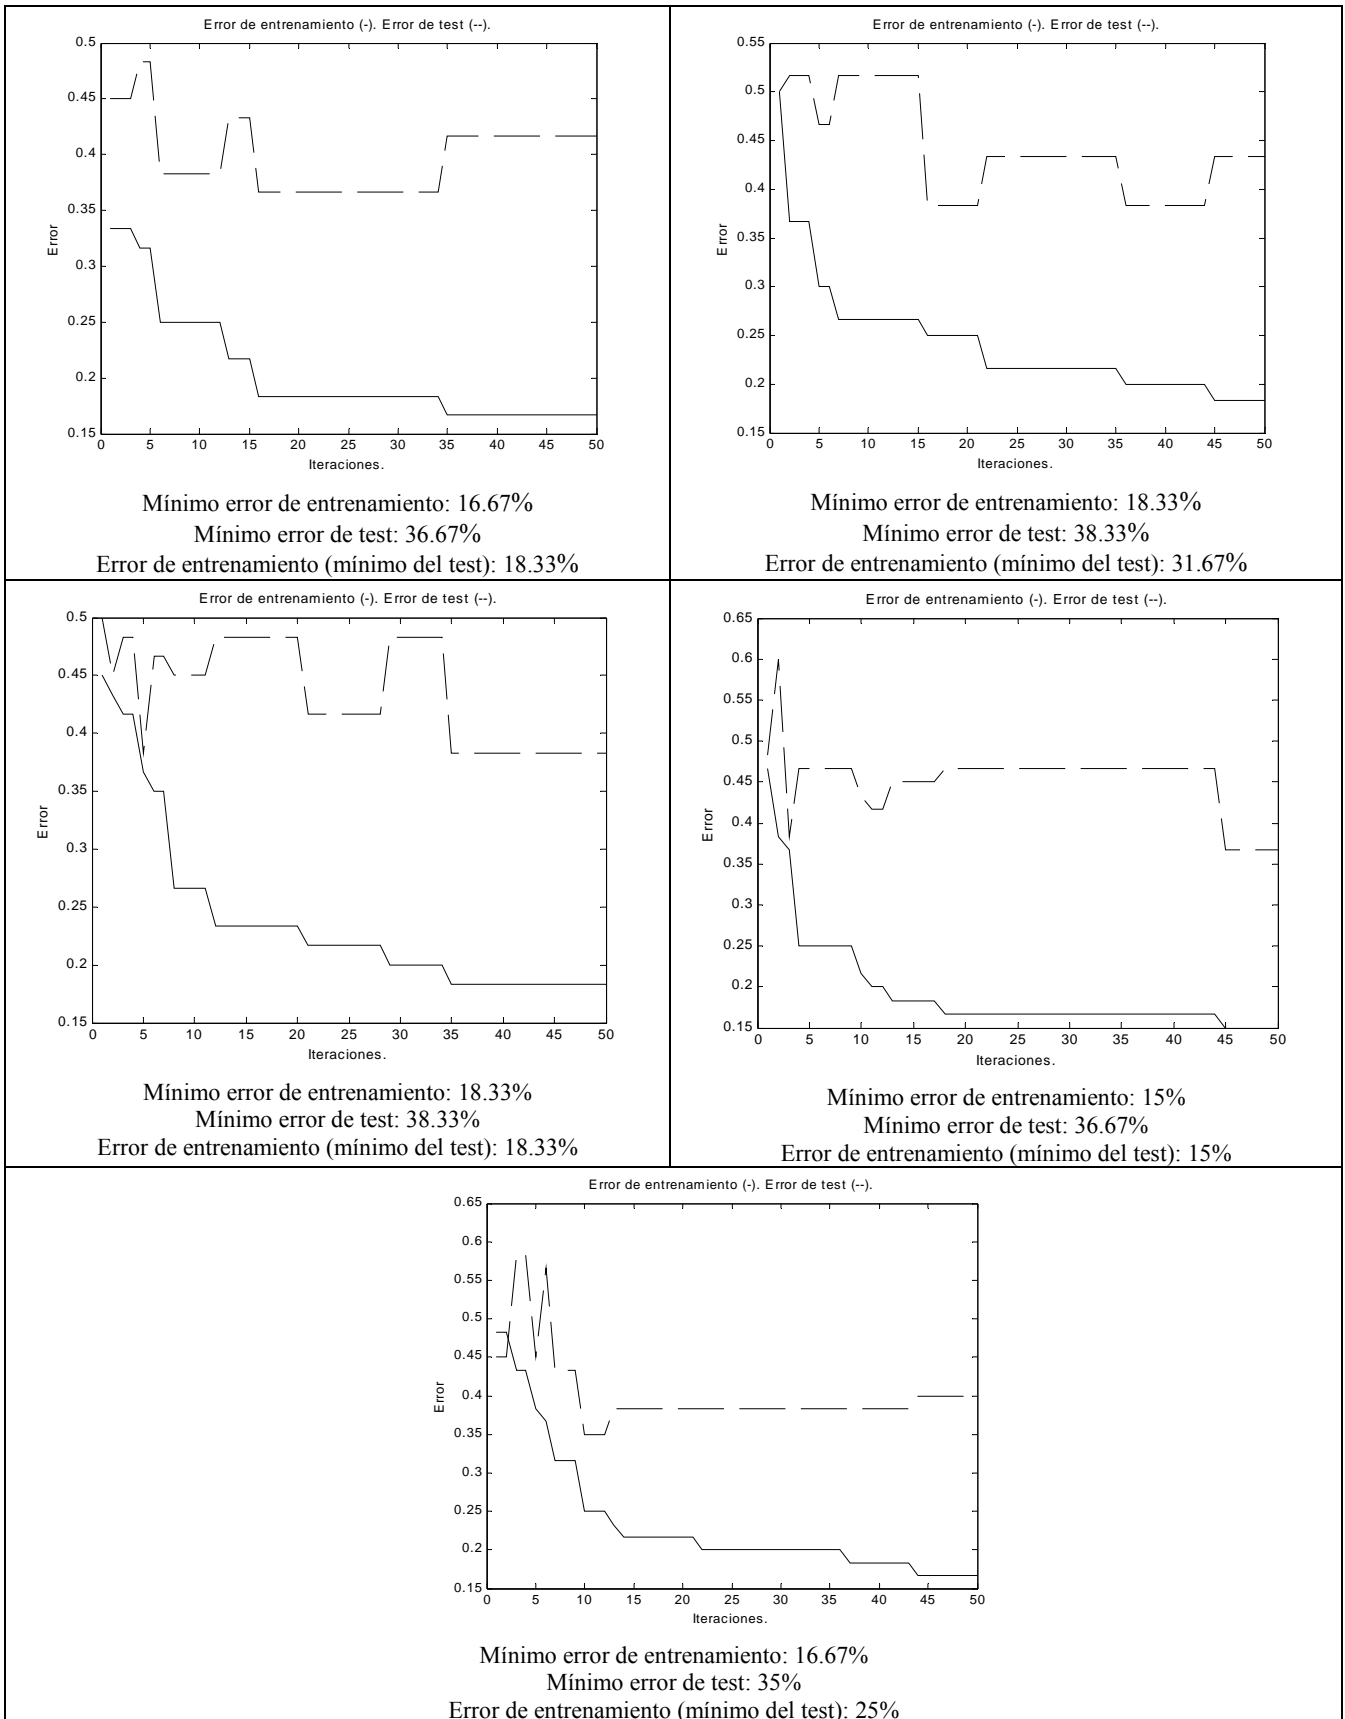 Error de entrenamiento (-). Error de test (--).
0.5
0.45
0.4
0.35
0.3
0.25
0.2
0.15
Error
0 5 10 15 20 25 30 35 40 45 50
Iteraciones.
Mínimo error de entrenamiento: 16.67%
Mínimo error de test: 36.67%
Error de entrenamiento (mínimo del test): 18.33%
Error de entrenamiento (-). Error de test (--).
0.55
0.5
0.45
0.4
0.35
0.3
0.25
0.2
0.15
Error
0 5 10 15 20 25 30 35 40 45 50
Iteraciones.
Mínimo error de entrenamiento: 18.33%
Mínimo error de test: 38.33%
Error de entrenamiento (mínimo del test): 31.67%
Error de entrenamiento (-). Error de test (--).
0.5
0.45
0.4
0.35
0.3
0.25
0.2
0.15
Error
0 5 10 15 20 25 30 35 40 45 50
Iteraciones.
Mínimo error de entrenamiento: 18.33%
Mínimo error de test: 38.33%
Error de entrenamiento (mínimo del test): 18.33%
Error de entrenamiento (-). Error de test (--).
0.65
0.6
0.55
0.5
0.45
0.4
0.35
0.3
0.25
0.2
0.15
Error
0 5 10 15 20 25 30 35 40 45 50
Iteraciones.
Mínimo error de entrenamiento: 15%
Mínimo error de test: 36.67%
Error de entrenamiento (mínimo del test): 15%
Error de entrenamiento (-). Error de test (--).
0.65
0.6
0.55
0.5
0.45
0.4
0.35
0.3
0.25
0.2
0.15
Error
0 5 10 15 20 25 30 35 40 45 50
Iteraciones.
Mínimo error de entrenamiento: 16.67%
Mínimo error de test: 35%
Error de entrenamiento (mínimo del test): 25%